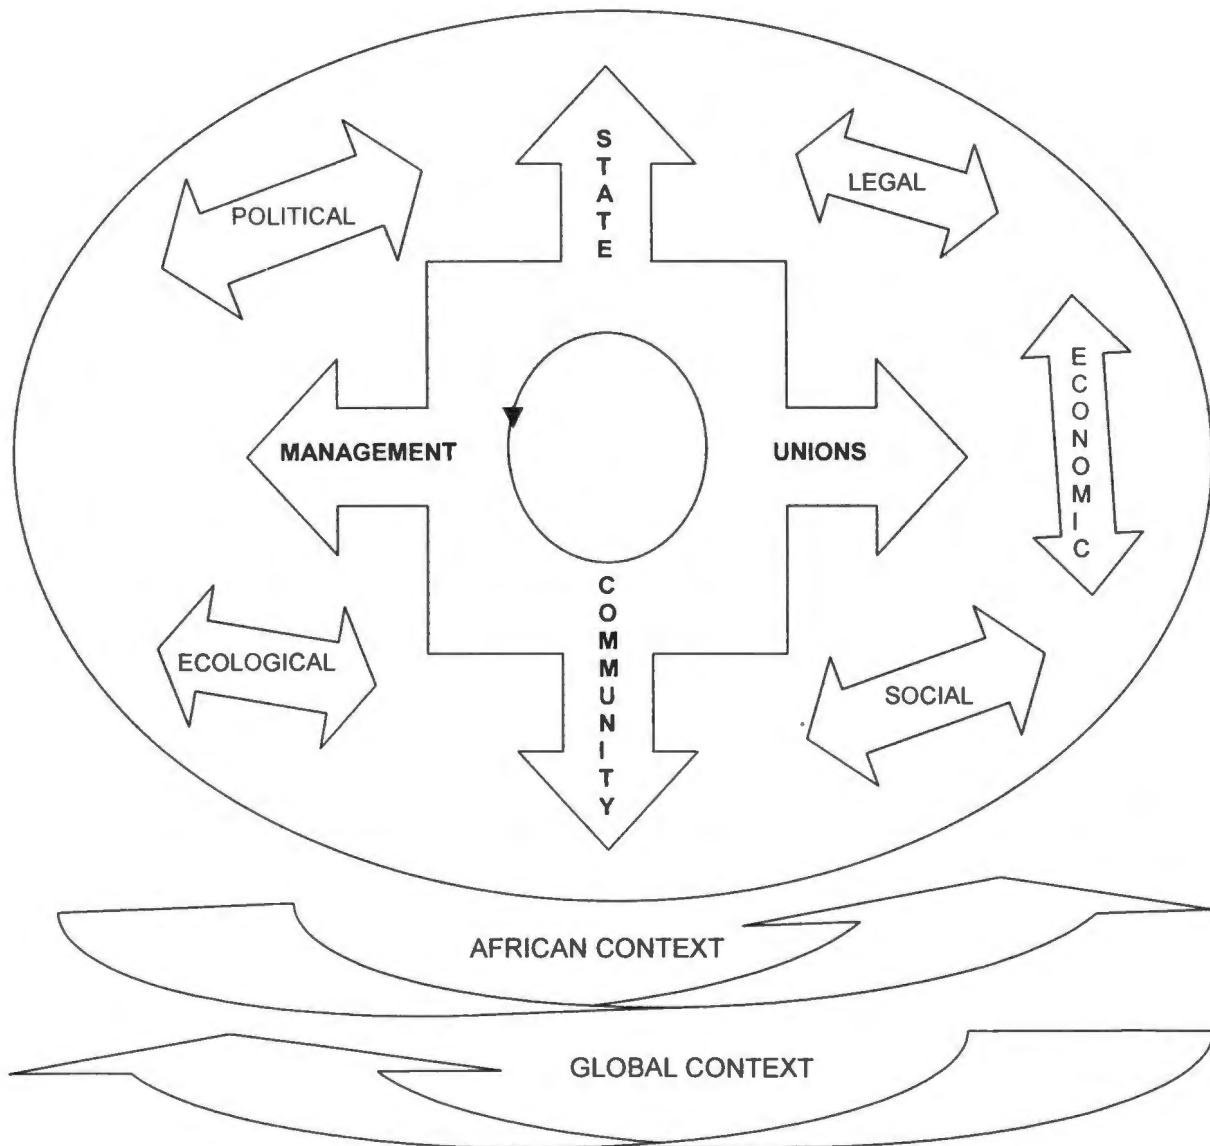 STATE
POLITICAL
LEGAL
ECONOMIC
MANAGEMENT
UNIONS
COMMUNITY
ECOLOGICAL
SOCIAL
AFRICAN CONTEXT
GLOBAL CONTEXT